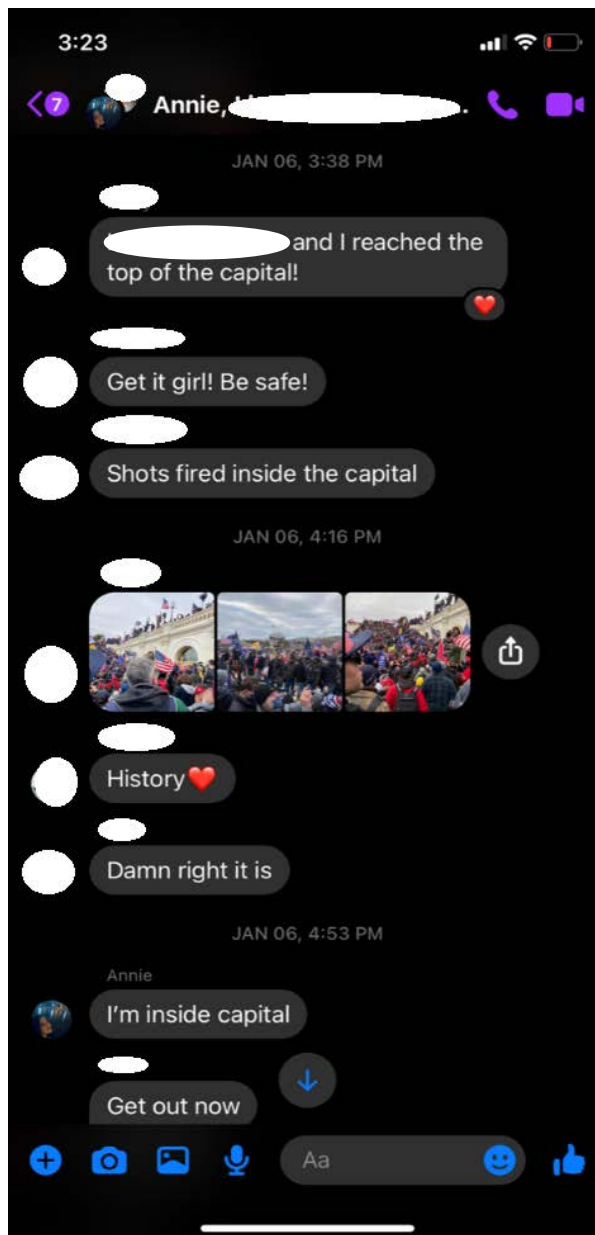 3:23
7
Annie,
JAN 06, 3:38 PM
and I reached the
top of the capital!
Get it girl! Be safe!
Shots fired inside the capital
JAN 06, 4:16 PM
History❤️
Damn right it is
JAN 06, 4:53 PM
Annie
I'm inside capital
Get out now
Aa